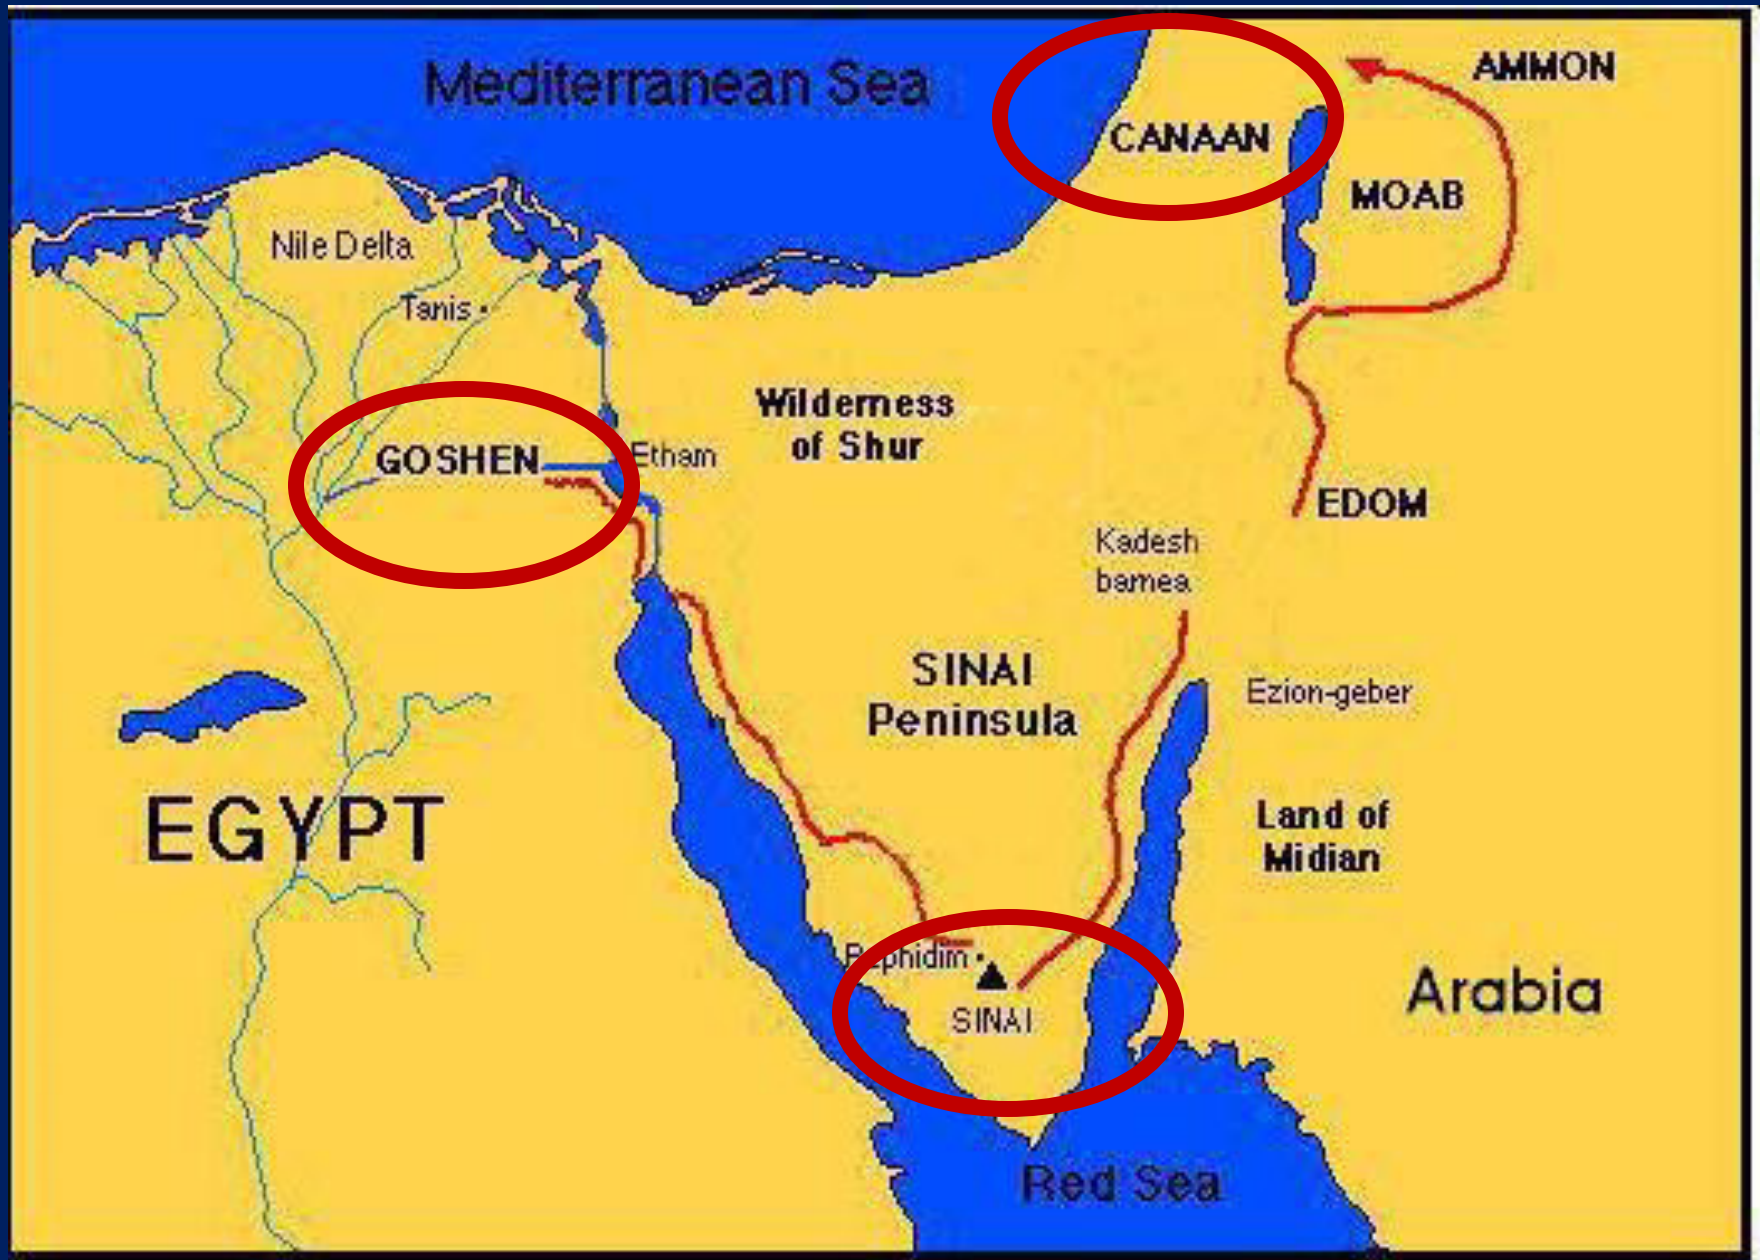 Mediterranean Sea
AMMON
CANAAN
MOAB
Nile Delta
Tanis
Wilderness
of Shur
GOSHEN
Etham
EDOM
Kadesh
barnea
SINAI
Peninsula
Ezion-geber
EGYPT
Land of
Midian
Rephidim
SINAI
Arabia
Red Sea